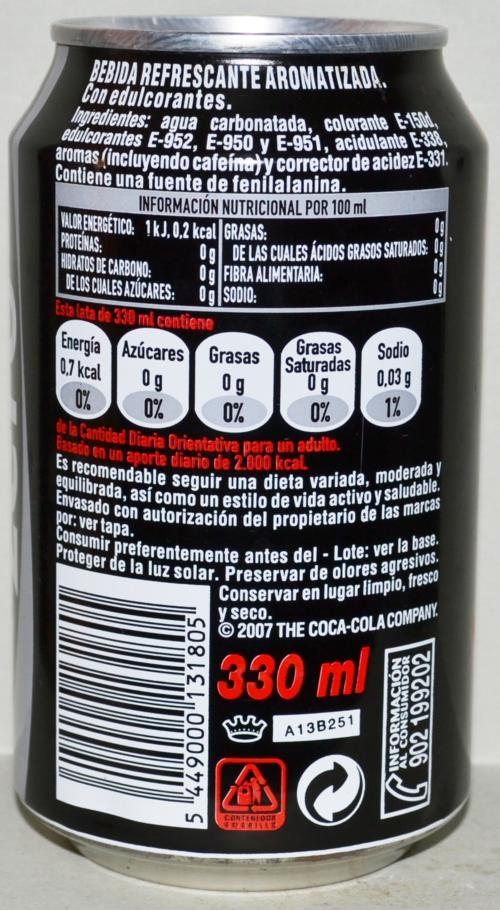 BEBIDA REFRESCANTE AROMATIZADA.
Con edulcorantes.
Ingredientes: agua carbonatada, colorante E-150d,
edulcorantes E-952, E-950 y E-951, acidulante E-338,
aromas (incluyendo cafeína) y corrector de acidez E-331.
Contiene una fuente de fenilalanina.
INFORMACIÓN NUTRICIONAL POR 100 ml
VALOR ENERGÉTICO: 1 kJ, 0,2 kcal
PROTEÍNAS: 0 g
HIDRATOS DE CARBONO: 0 g
DE LOS CUALES AZÚCARES: 0 g
GRASAS: 0 g
DE LAS CUALES ÁCIDOS GRASOS SATURADOS: 0 g
FIBRA ALIMENTARIA: 0 g
SODIO: 0 g
Esta lata de 330 ml contiene
Energía 0,7 kcal 0%
Azúcares 0 g 0%
Grasas 0 g 0%
Grasas Saturadas 0 g 0%
Sodio 0,03 g 1%
de la Cantidad Diaria Orientativa para un adulto.
Basado en un aporte diario de 2.000 kcal.
Es recomendable seguir una dieta variada, moderada y
equilibrada, así como un estilo de vida activo y saludable.
Envasado con autorización del propietario de las marcas
por: ver tapa.
Consumir preferentemente antes del - Lote: ver la base.
Proteger de la luz solar. Preservar de olores agresivos.
Conservar en lugar limpio, fresco
y seco.
© 2007 THE COCA-COLA COMPANY.
330 ml
A13B251
CONTENEDOR
AMARILLO
INFORMACIÓN
AL CONSUMIDOR
902 199202
5 449000 131805